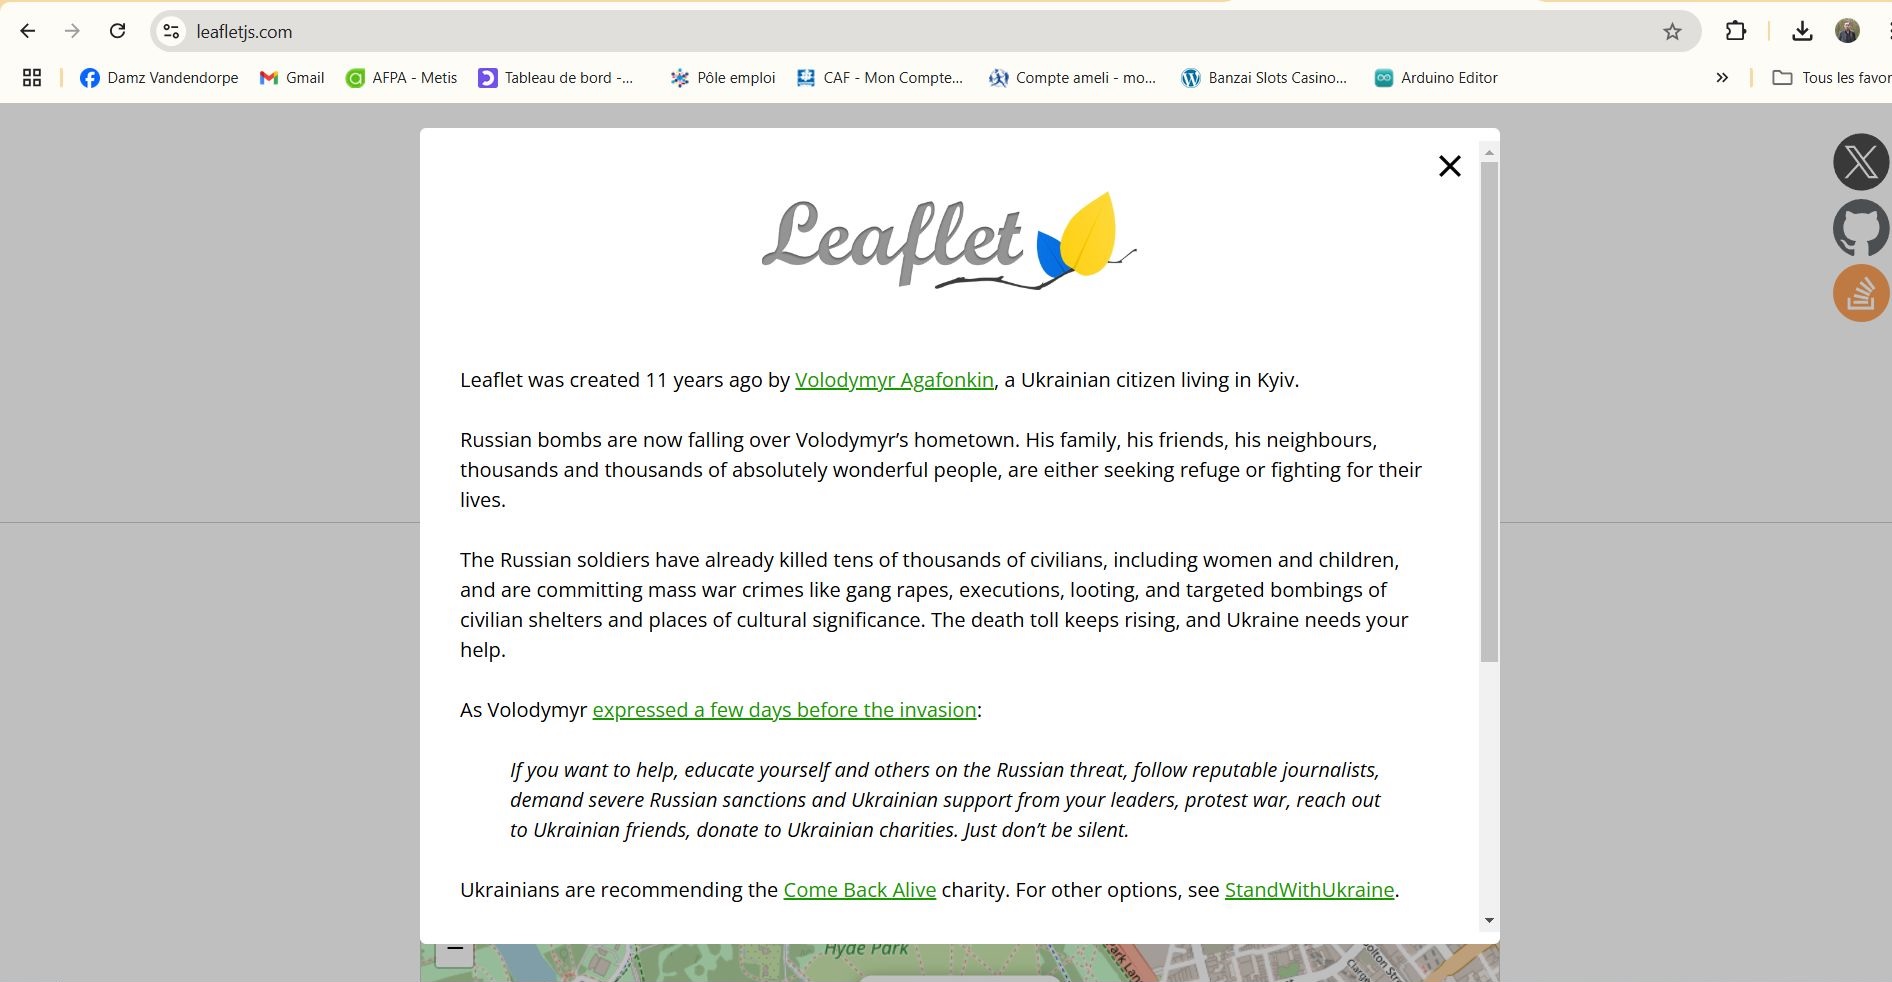 leafletjs.com
Damz Vandendorpe
Gmail
AFPA - Metis
Tableau de bord -...
Pôle emploi
CAF - Mon Compte...
Compte ameli - mo...
Banzai Slots Casino...
Arduino Editor
Tous les favor
Leaflet
Leaflet was created 11 years ago by Volodymyr Agafonkin, a Ukrainian citizen living in Kyiv.
Russian bombs are now falling over Volodymyr’s hometown. His family, his friends, his neighbours,
thousands and thousands of absolutely wonderful people, are either seeking refuge or fighting for their
lives.
The Russian soldiers have already killed tens of thousands of civilians, including women and children,
and are committing mass war crimes like gang rapes, executions, looting, and targeted bombings of
civilian shelters and places of cultural significance. The death toll keeps rising, and Ukraine needs your
help.
As Volodymyr expressed a few days before the invasion:
If you want to help, educate yourself and others on the Russian threat, follow reputable journalists,
demand severe Russian sanctions and Ukrainian support from your leaders, protest war, reach out
to Ukrainian friends, donate to Ukrainian charities. Just don’t be silent.
Ukrainians are recommending the Come Back Alive charity. For other options, see StandWithUkraine.
Hyde Park
Park Lan